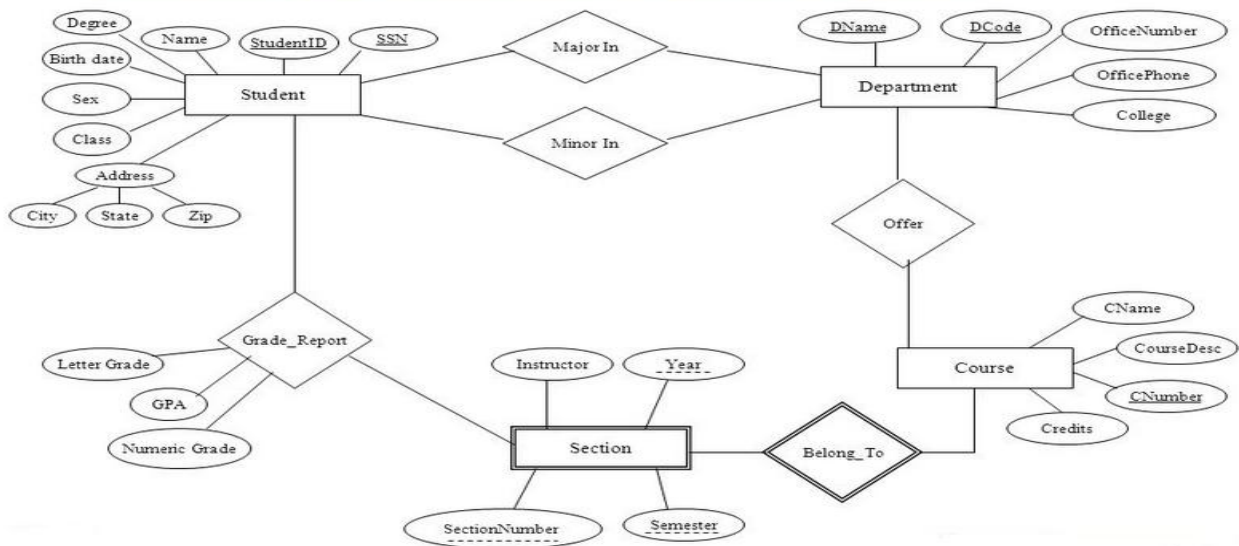 Degree
Name
StudentID
SSN
Birth date
Sex
Class
Student
Address
City
State
Zip
Major In
Minor In
DName
DCode
OfficeNumber
OfficePhone
College
Department
Offer
Grade_Report
Letter Grade
GPA
Numeric Grade
Instructor
Year
Section
SectionNumber
Semester
Belong_To
CName
CourseDesc
CNumber
Credits
Course